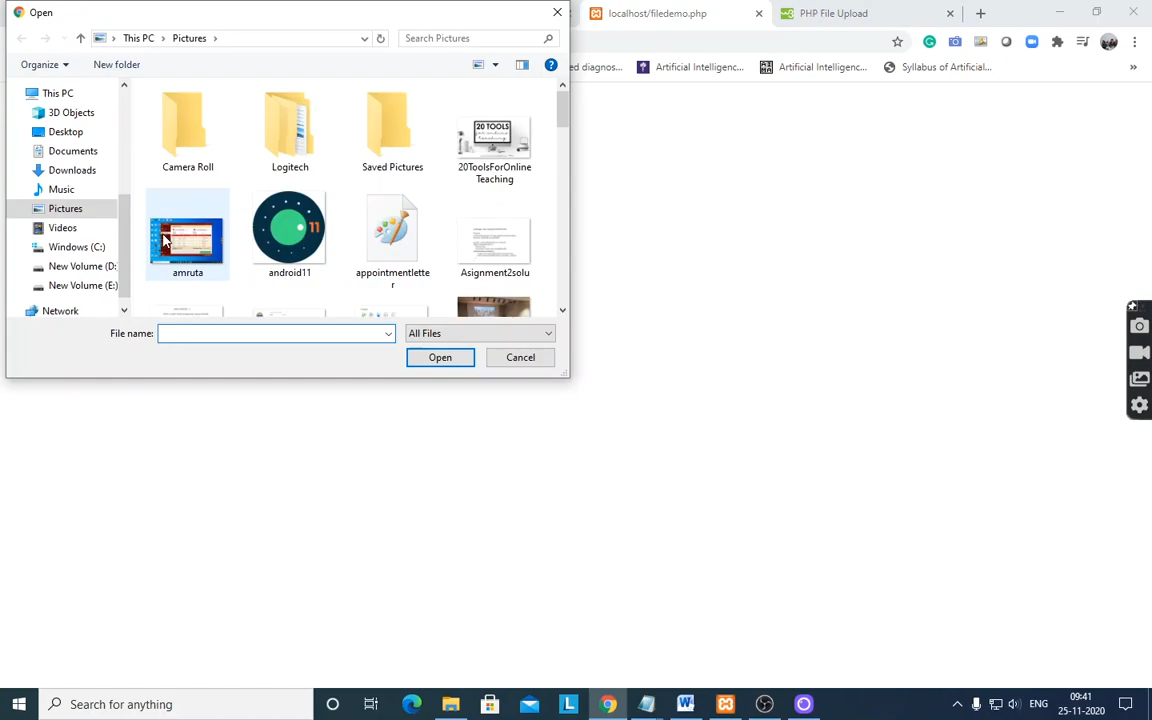 Open
localhost/filedemo.php
PHP File Upload
This PC
Pictures
Search Pictures
Organize
New folder
ed diagnos...
Artificial Intelligenc...
Artificial Intelligenc...
Syllabus of Artificial...
»
This PC
3D Objects
Desktop
Documents
Downloads
Music
Pictures
Videos
Windows (C:)
New Volume (D:
New Volume (E:)
Network
Camera Roll
Logitech
Saved Pictures
20 TOOLS
20ToolsForOnline
Teaching
11
amruta
android11
appointmentlette
r
Asignment2solu
File name:
All Files
Open
Cancel
Search for anything
ENG
09:41
25-11-2020